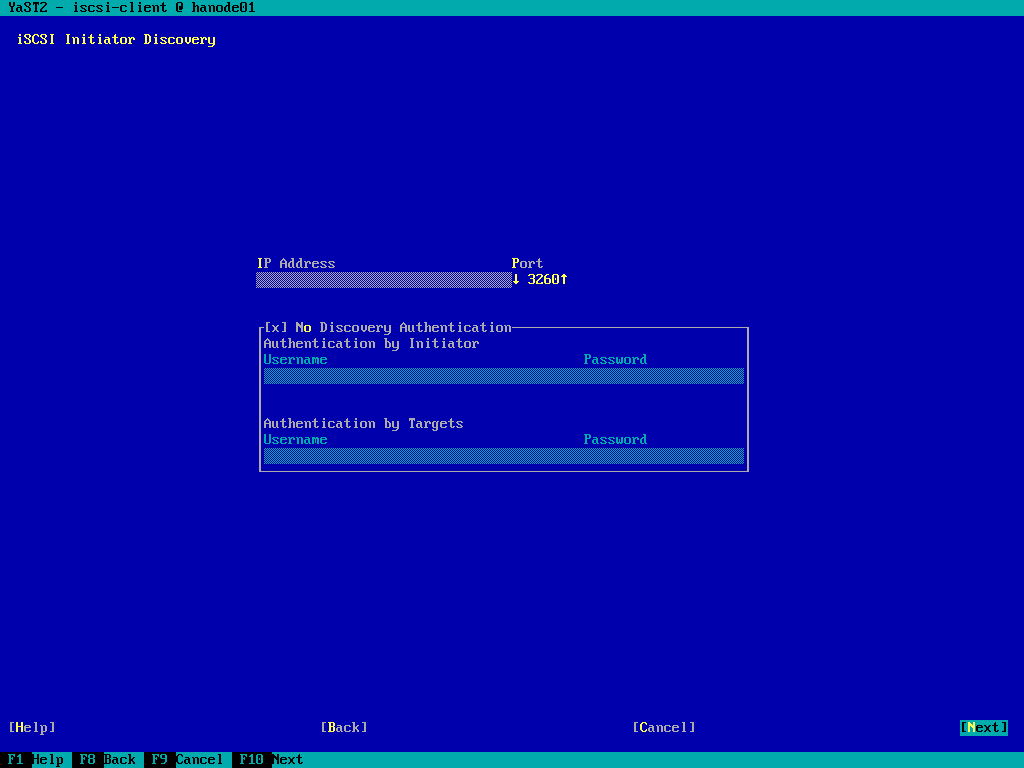 YaST2 - iscsi-client @ hanode01
iSCSI Initiator Discovery
IP Address Port
↓ 3260↑
[x] No Discovery Authentication
Authentication by Initiator
Username Password
Authentication by Targets
Username Password
[Help] [Back] [Cancel] [Next]
F1 Help F8 Back F9 Cancel F10 Next